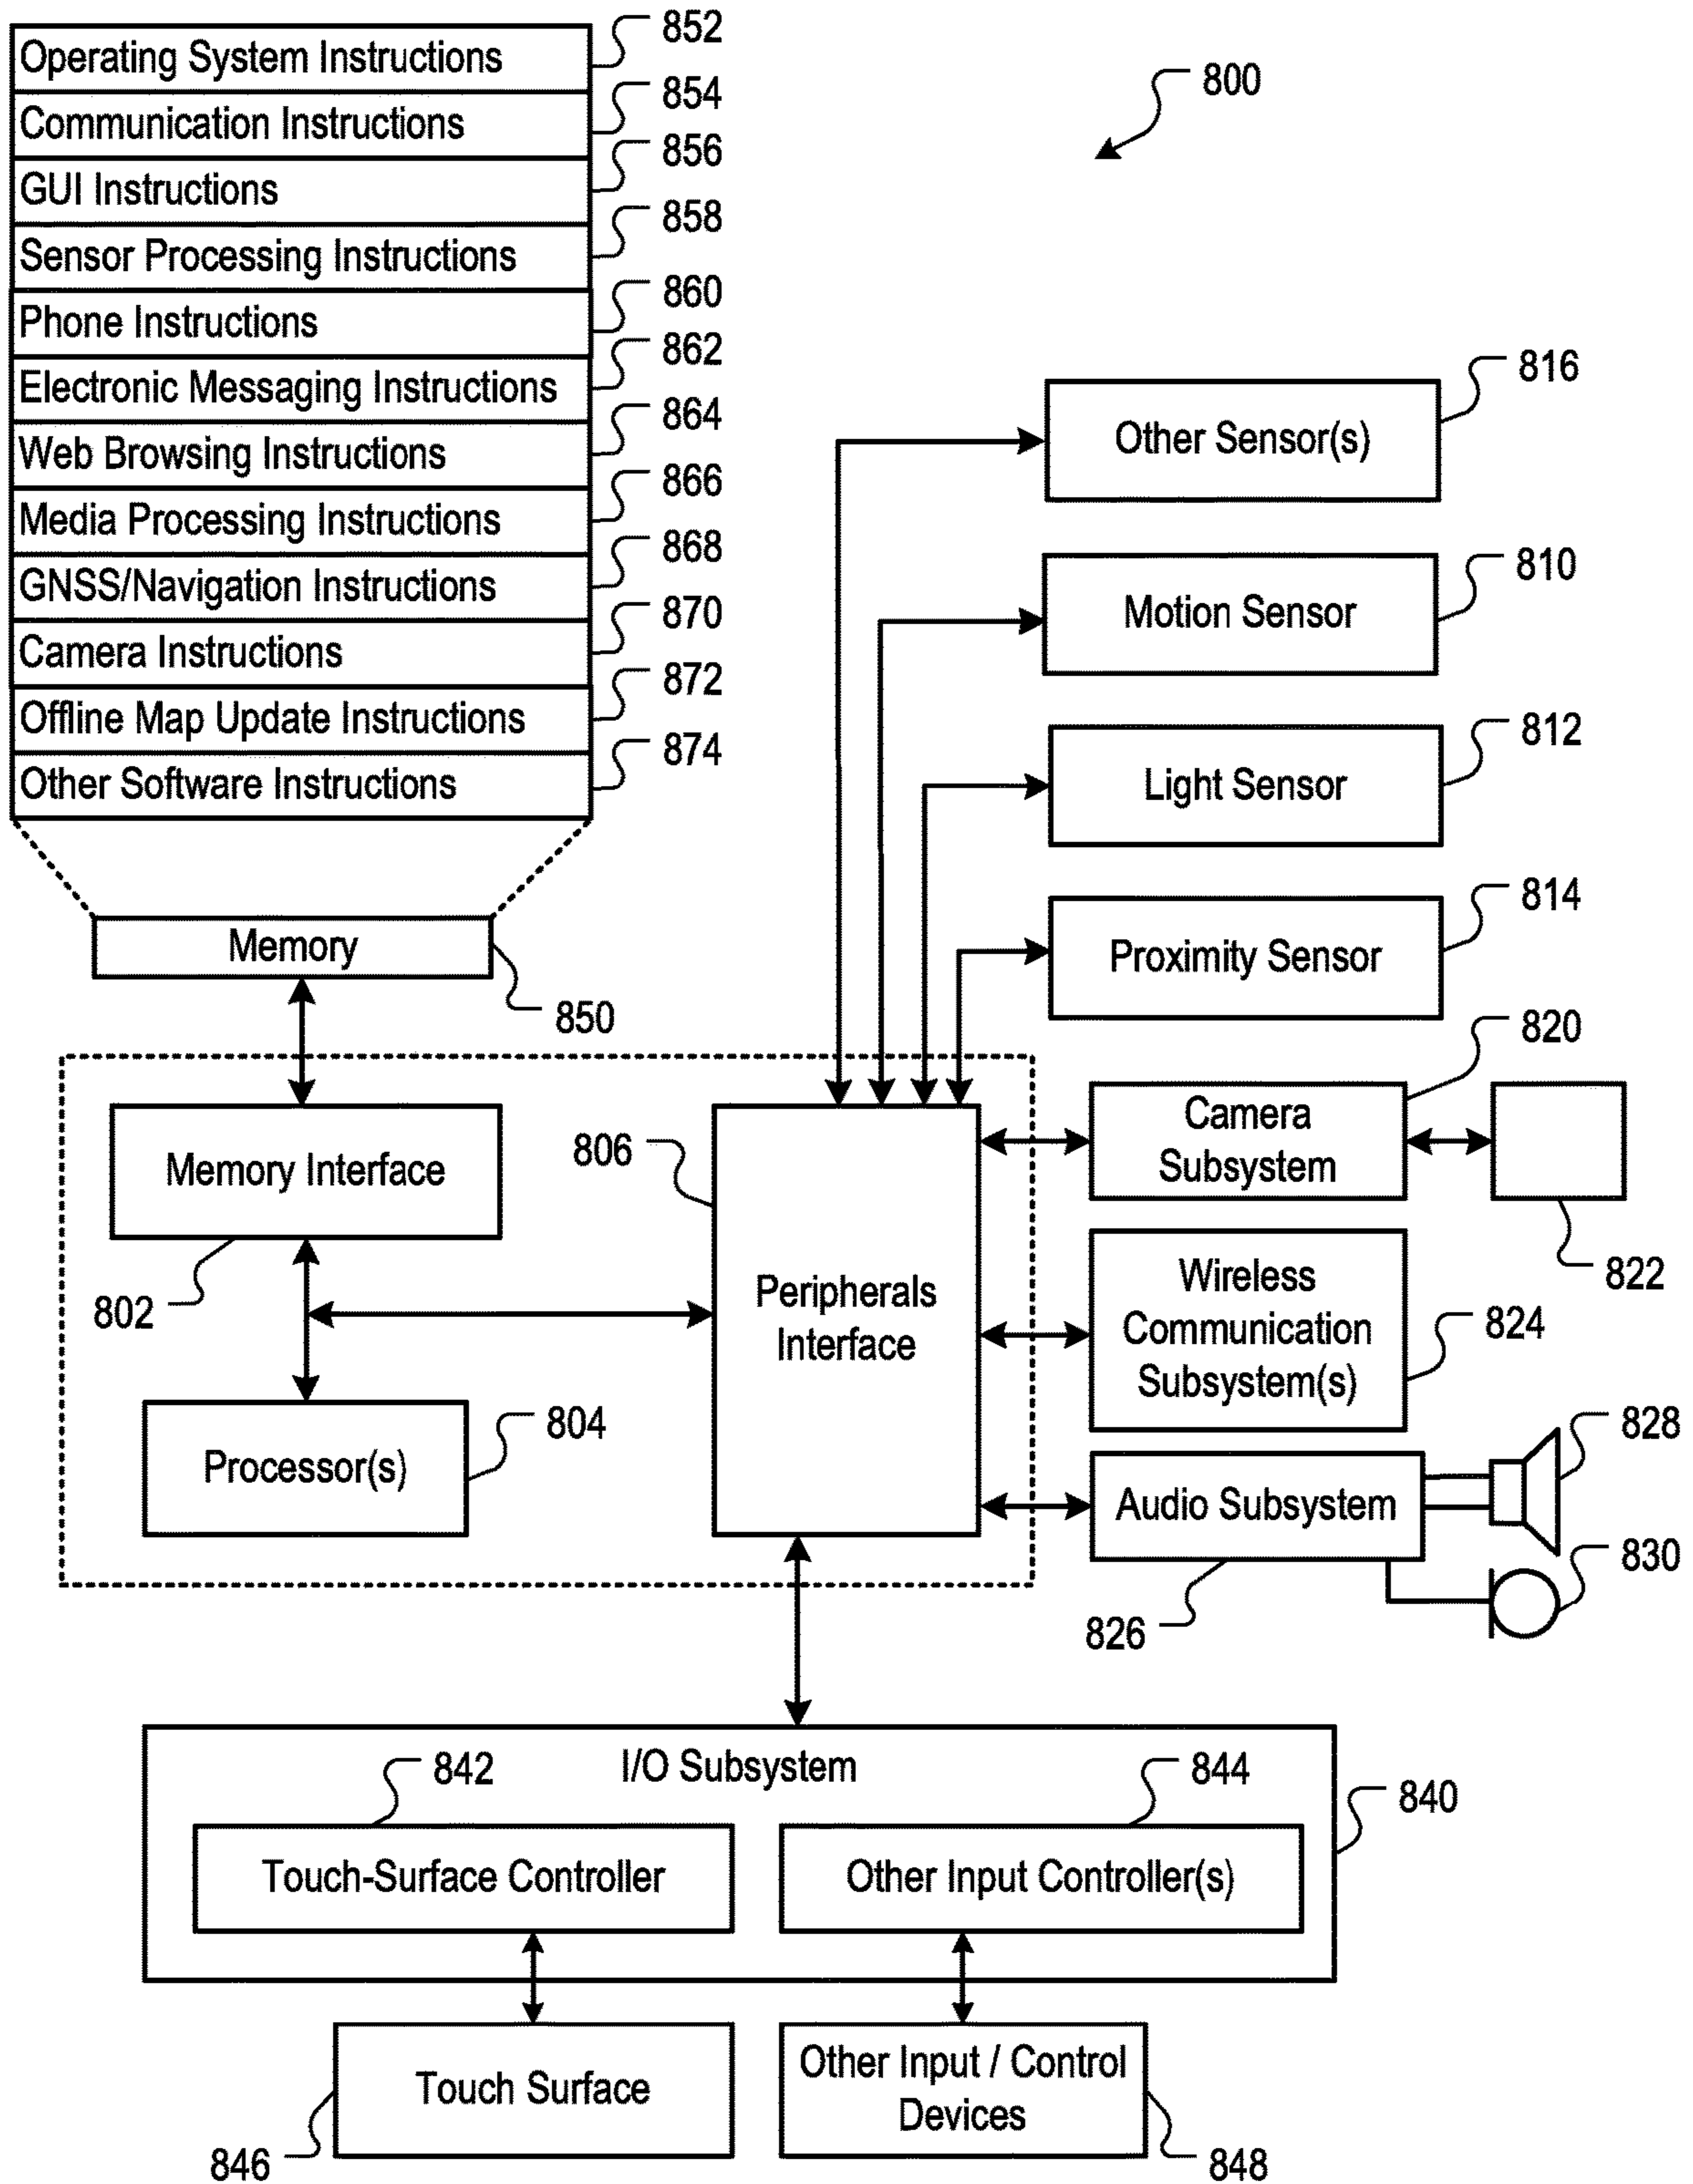 Operating System Instructions 852
Communication Instructions 854
GUI Instructions 856
Sensor Processing Instructions 858
Phone Instructions 860
Electronic Messaging Instructions 862
Web Browsing Instructions 864
Media Processing Instructions 866
GNSS/Navigation Instructions 868
Camera Instructions 870
Offline Map Update Instructions 872
Other Software Instructions 874
Memory
850
800
Other Sensor(s)
816
Motion Sensor
810
Light Sensor
812
Proximity Sensor
814
Memory Interface
802
Processor(s)
804
806
Peripherals
Interface
Camera
Subsystem
820
822
Wireless
Communication
Subsystem(s)
824
Audio Subsystem
826
828
830
I/O Subsystem
840
842
Touch-Surface Controller
844
Other Input Controller(s)
Touch Surface
846
Other Input / Control
Devices
848